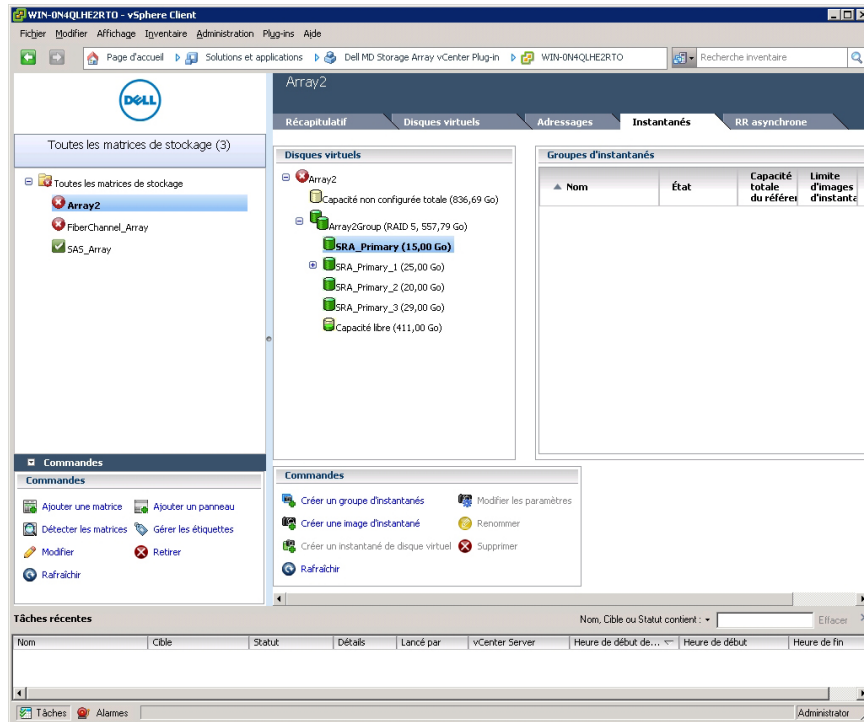 WIN-0N4QLHE2RTO - vSphere Client
Fichier Modifier Affichage Inventaire Administration Plug-ins Aide
Page d'accueil Solutions et applications Dell MD Storage Array vCenter Plug-in WIN-0N4QLHE2RTO Recherche inventaire
DELL
Toutes les matrices de stockage (3)
Toutes les matrices de stockage
Array2
FiberChannel_Array
SAS_Array
Array2
Récapitulatif Disques virtuels Adressages Instantanés RR asynchrone
Disques virtuels
Array2
Capacité non configurée totale (836,69 Go)
Array2Group (RAID 5, 557,79 Go)
SRA_Primary (15,00 Go)
SRA_Primary_1 (25,00 Go)
SRA_Primary_2 (20,00 Go)
SRA_Primary_3 (29,00 Go)
Capacité libre (411,00 Go)
Groupes d'instantanés
Nom État Capacité Limite
totale d'images
du référen d'instanta
Commandes
Commandes
Ajouter une matrice Ajouter un panneau
Détecter les matrices Gérer les étiquettes
Modifier Retirer
Rafraîchir
Commandes
Créer un groupe d'instantanés Modifier les paramètres
Créer une image d'instantané Renommer
Créer un instantané de disque virtuel Supprimer
Rafraîchir
Tâches récentes Nom, Cible ou Statut contient : Effacer
Nom Cible Statut Détails Lancé par vCenter Server Heure de début de... Heure de début Heure de fin
Tâches Alarmes Administrator